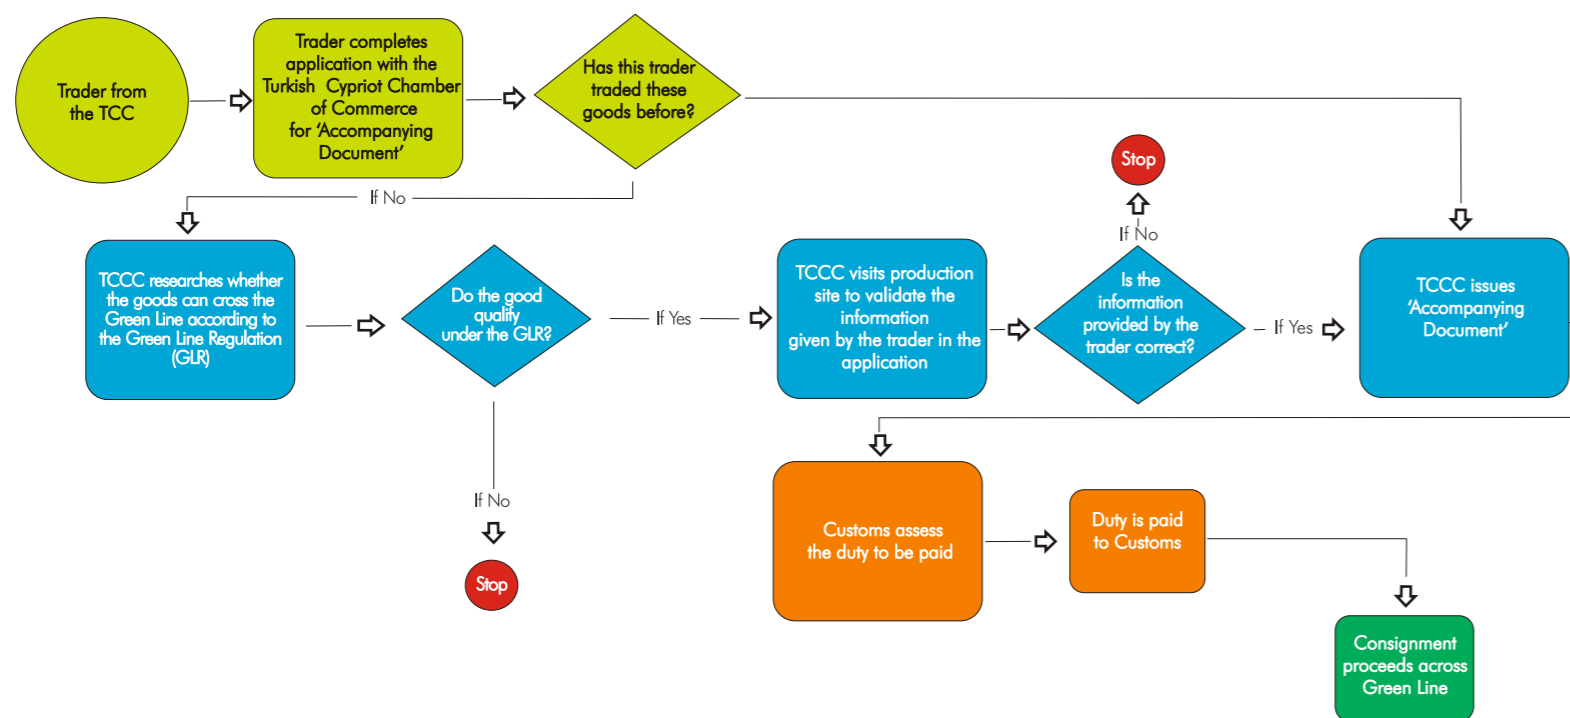 Trader from
the TCC
Trader completes
application with the
Turkish Cypriot Chamber
of Commerce
for ‘Accompanying
Document’
Has this trader
traded these
goods before?
If No
TCCC researches whether
the goods can cross the
Green Line according to
the Green Line Regulation
(GLR)
Do the good
qualify
under the GLR?
If No
Stop
If Yes
TCCC visits production
site to validate the
information
given by the trader in the
application
Is the
information
provided by the
trader correct?
If No
Stop
If Yes
TCCC issues
‘Accompanying
Document’
Customs assess
the duty to be paid
Duty is paid
to Customs
Consignment
proceeds across
Green Line